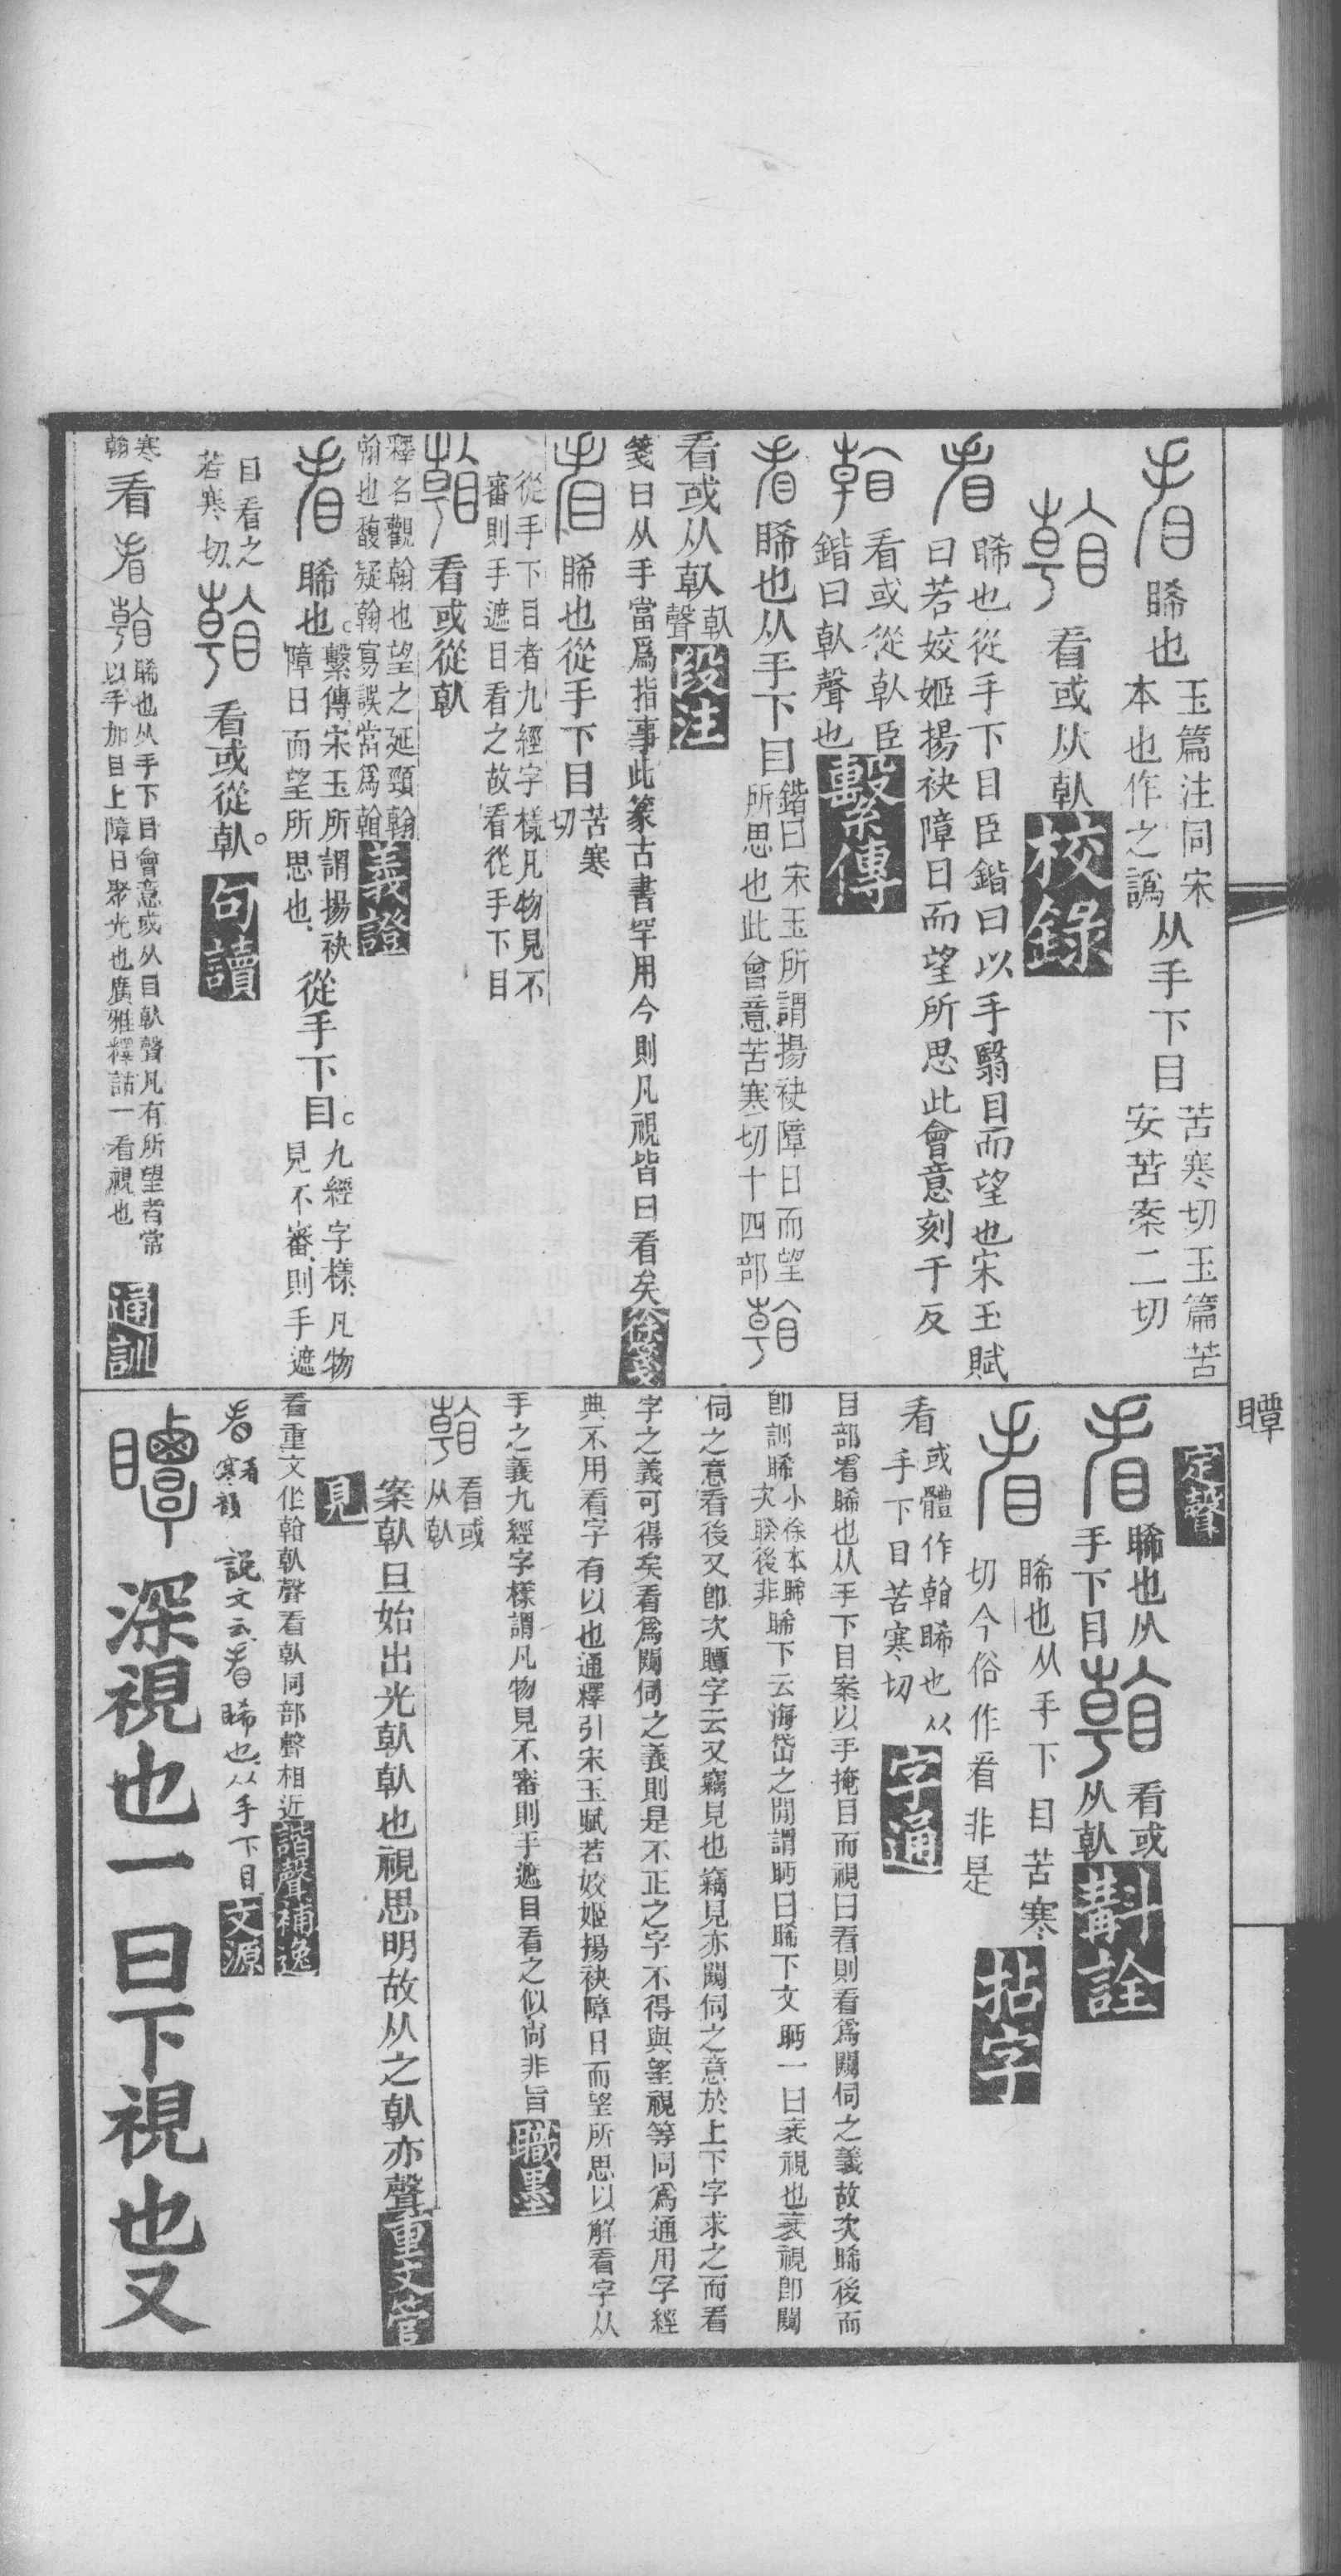 看 睎也 玉篇注同宋本也作之譌 从手下目 苦寒切玉篇苦安苦案二切
𥉼 看或从倝 校錄
看 睎也從手下目臣鍇曰以手翳目而望也宋玉賦曰若姣姬揚袂障日而望所思此會意刻干反
𥉼 看或從倝臣鍇曰倝聲也 繫傳
看 睎也从手下目 鍇曰宋玉所謂揚袂障日而望所思也此會意苦寒切十四部 𥉼
看或从倝 倝聲 段注
箋曰从手當爲指事此篆古書罕用今則凡視皆曰看矣 徐箋
看 睎也從手下目 苦寒切
從手下目者九經字樣凡物見不審則手遮目看之故看從手下目
𥉼 看或從倝
釋名觀翰也望之延頸翰翰也馥疑翰寫誤當爲𥉼 義證
看 睎也。繫傳宋玉所謂揚袂障日而望所思也、從手下目。九經字樣、凡物見不審、則手遮
目看之 苦寒切、 𥉼 看或從倝。 句讀
寒 翰 看 看 𥉼 睎也从手下目會意或从目倝聲凡有所望者常以手加目上障日聚光也廣雅釋詁一看視也 通訓
瞫
定聲
看 睎也从手下目 𥉼 看或从倝 斠詮
看 睎也从手下目苦寒切今俗作㸔非是 拈字
看 或體作𥉼睎也从手下目苦寒切 字通
目部看睎也从手下目案以手掩目而視曰看則看爲闚伺之義故次睎後而
卽訓睎 小徐本睎次睽後非 睎下云海岱之閒謂眄曰睎下文眄一曰衺視也衺視卽闚
伺之意看後又卽次瞫字云又竊見也竊見亦闚伺之意於上下字求之而看
字之義可得矣看爲闚伺之義則是不正之字不得與望視等同爲通用字經
典不用看字有以也通釋引宋玉賦若姣姬揚袂障日而望所思以解看字从
手之義九經字樣謂凡物見不審則手遮目看之似尙非旨 職墨
𥉼 看或从倝
案倝旦始出光倝倝也視思明故从之倝亦聲 重文管
見
看重文作𥉼倝聲看倝同部聲相近 諧聲補逸
看 看寒韻 說文云看睎也从手下目 文源
瞫 深視也一曰下視也又